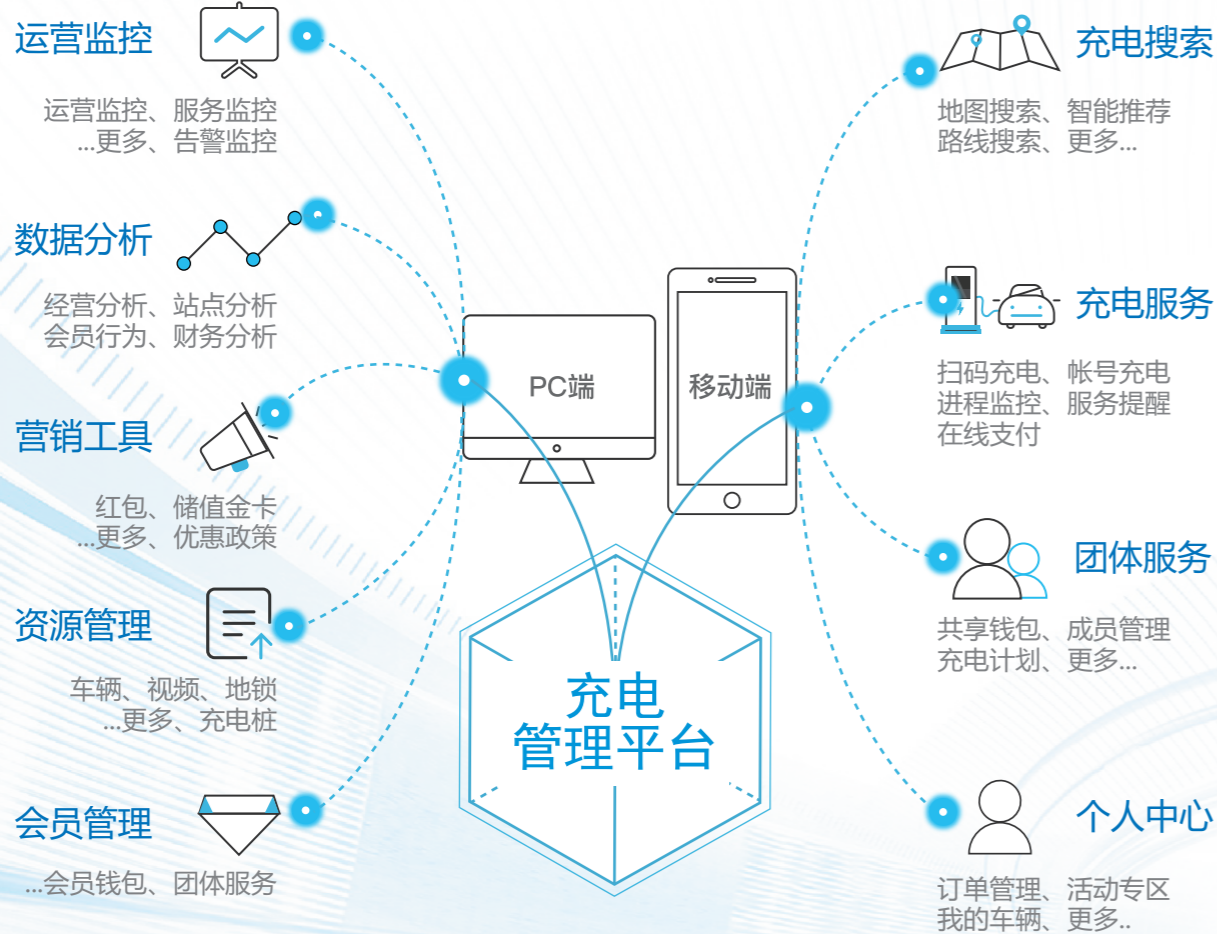 运营监控
运营监控、服务监控
...更多、告警监控
数据分析
经营分析、站点分析
会员行为、财务分析
营销工具
红包、储值金卡
...更多、优惠政策
资源管理
车辆、视频、地锁
...更多、充电桩
会员管理
...会员钱包、团体服务
PC端
移动端
充电
管理平台
充电搜索
地图搜索、智能推荐
路线搜索、更多...
充电服务
扫码充电、帐号充电
进程监控、服务提醒
在线支付
团体服务
共享钱包、成员管理
充电计划、更多...
个人中心
订单管理、活动专区
我的车辆、更多..